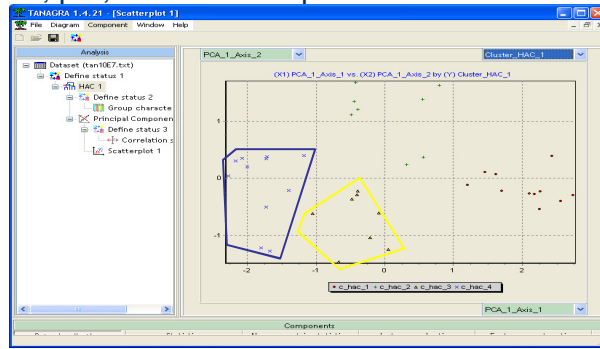 TANAGRA 1.4.21 - [Scatterplot 1]
File Diagram Component Window Help
Analysis
Dataset (tan10E7.txt)
Define status 1
HAC 1
Define status 2
Group characte
Principal Componen
Define status 3
Correlation s
Scatterplot 1
PCA_1_Axis_2
Cluster_HAC_1
(X1) PCA_1_Axis_1 vs. (X2) PCA_1_Axis_2 by (Y) Cluster_HAC_1
1
0
-1
-2 -1 0 1 2
c_hac_1 c_hac_2 c_hac_3 c_hac_4
PCA_1_Axis_1
Components